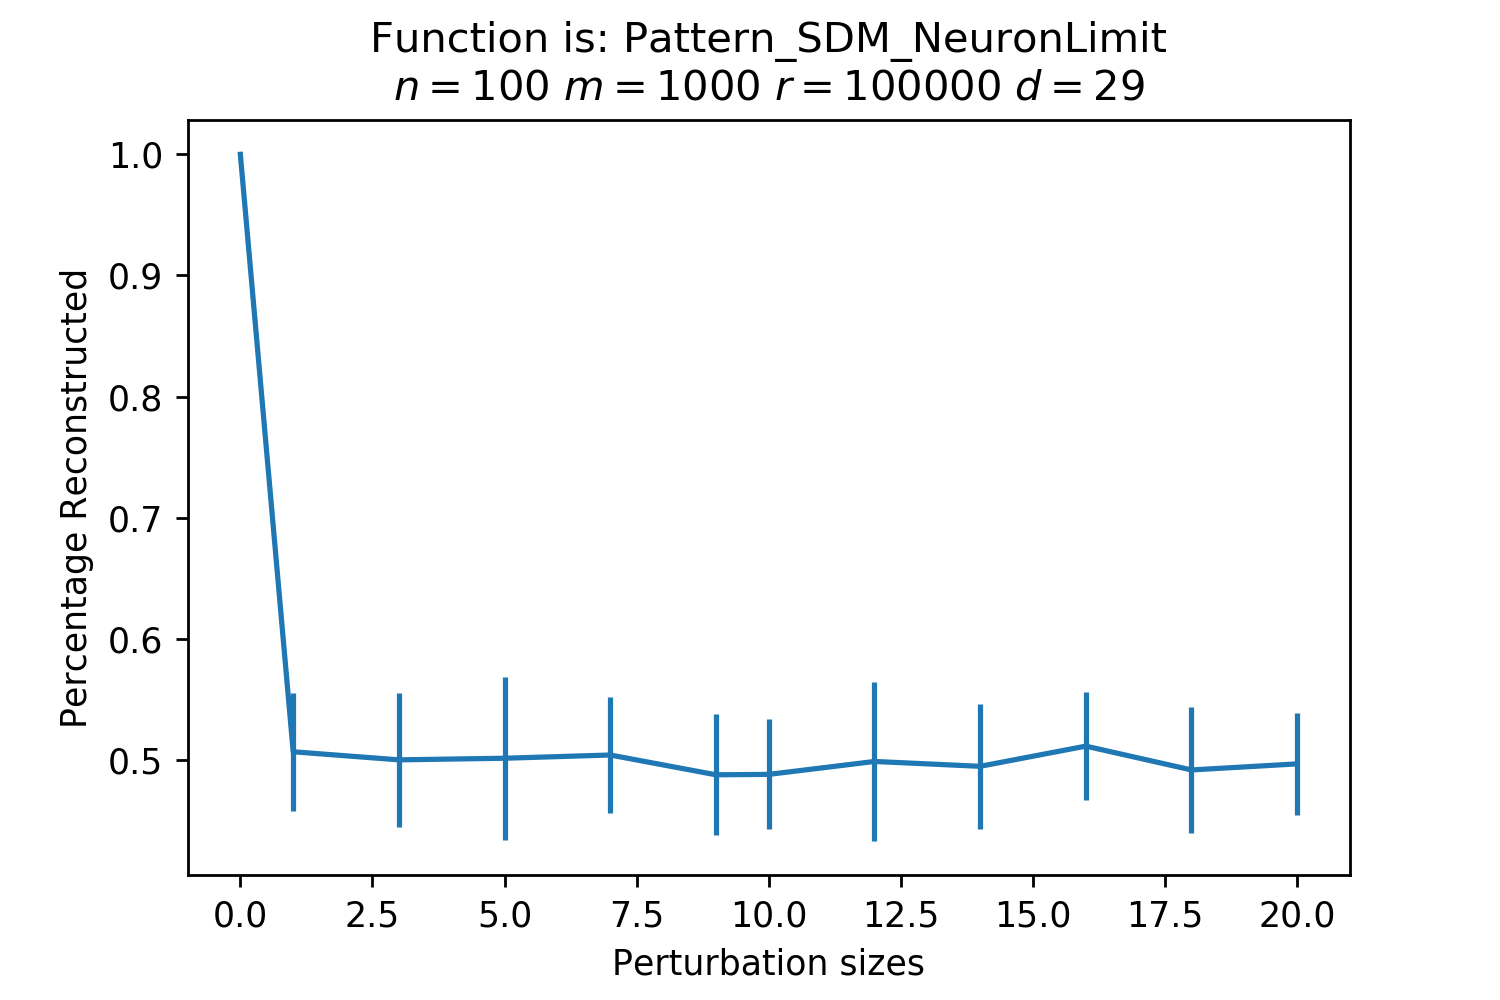 Function is: Pattern_SDM_NeuronLimit
n = 100 m = 1000 r = 100000 d = 29
Percentage Reconstructed
1.0
0.9
0.8
0.7
0.6
0.5
0.0 2.5 5.0 7.5 10.0 12.5 15.0 17.5 20.0
Perturbation sizes